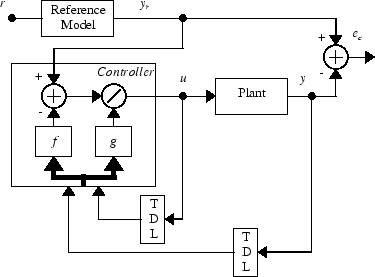 r
Reference
Model
y_r
+
-
e_c
Controller
+
-
u
Plant
y
f
g
T
D
L
T
D
L